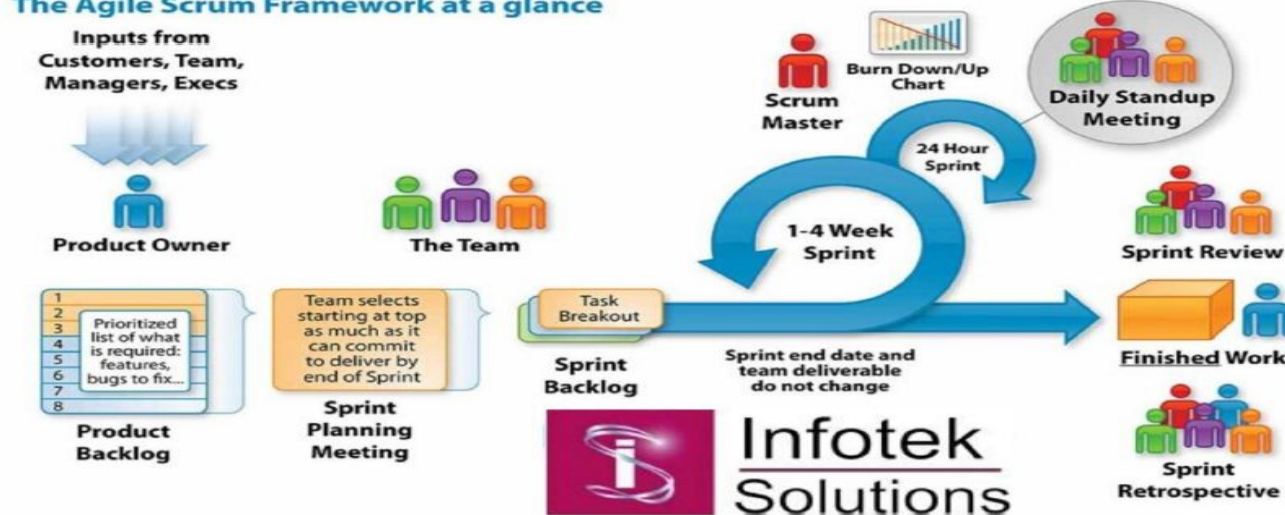 The Agile Scrum Framework at a glance
Inputs from
Customers, Team,
Managers, Execs
Product Owner
The Team
Scrum
Master
Burn Down/Up
Chart
Daily Standup
Meeting
24 Hour
Sprint
1-4 Week
Sprint
Sprint Review
1
2
3
4
5
6
7
8
Prioritized
list of what
is required:
features,
bugs to fix...
Product
Backlog
Team selects
starting at top
as much as it
can commit
to deliver by
end of Sprint
Sprint
Planning
Meeting
Task
Breakout
Sprint
Backlog
Sprint end date and
team deliverable
do not change
Finished Work
Sprint
Retrospective
iS
Infotek
Solutions